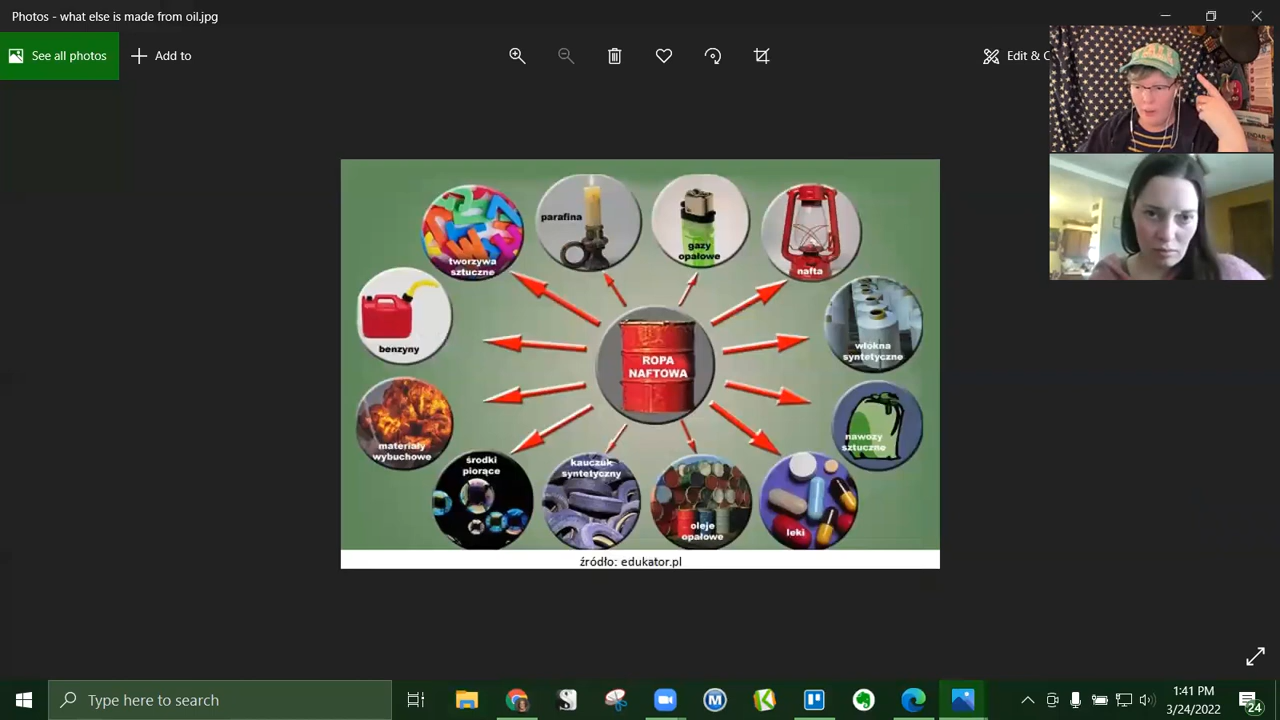 Photos - what else is made from oil.jpg
See all photos
Add to
Edit & C
tworzywa
sztuczne
parafina
gazy
opałowe
nafta
benzyny
włókna
syntetyczne
ROPA
NAFTOWA
materiały
wybuchowe
nawozy
sztuczne
środki
piorące
kauczuk
syntetyczny
oleje
opałowe
leki
źródło: edukator.pl
Type here to search
1:41 PM
3/24/2022
24